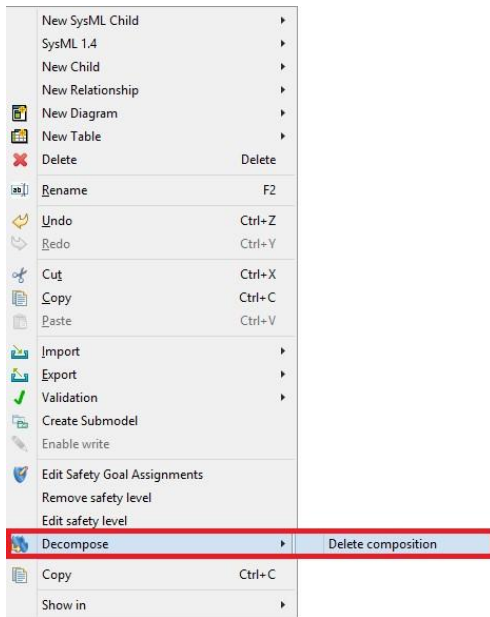 New SysML Child
SysML 1.4
New Child
New Relationship
New Diagram
New Table
Delete Delete
Rename F2
Undo Ctrl+Z
Redo Ctrl+Y
Cut Ctrl+X
Copy Ctrl+C
Paste Ctrl+V
Import
Export
Validation
Create Submodel
Enable write
Edit Safety Goal Assignments
Remove safety level
Edit safety level
Decompose Delete composition
Copy Ctrl+C
Show in